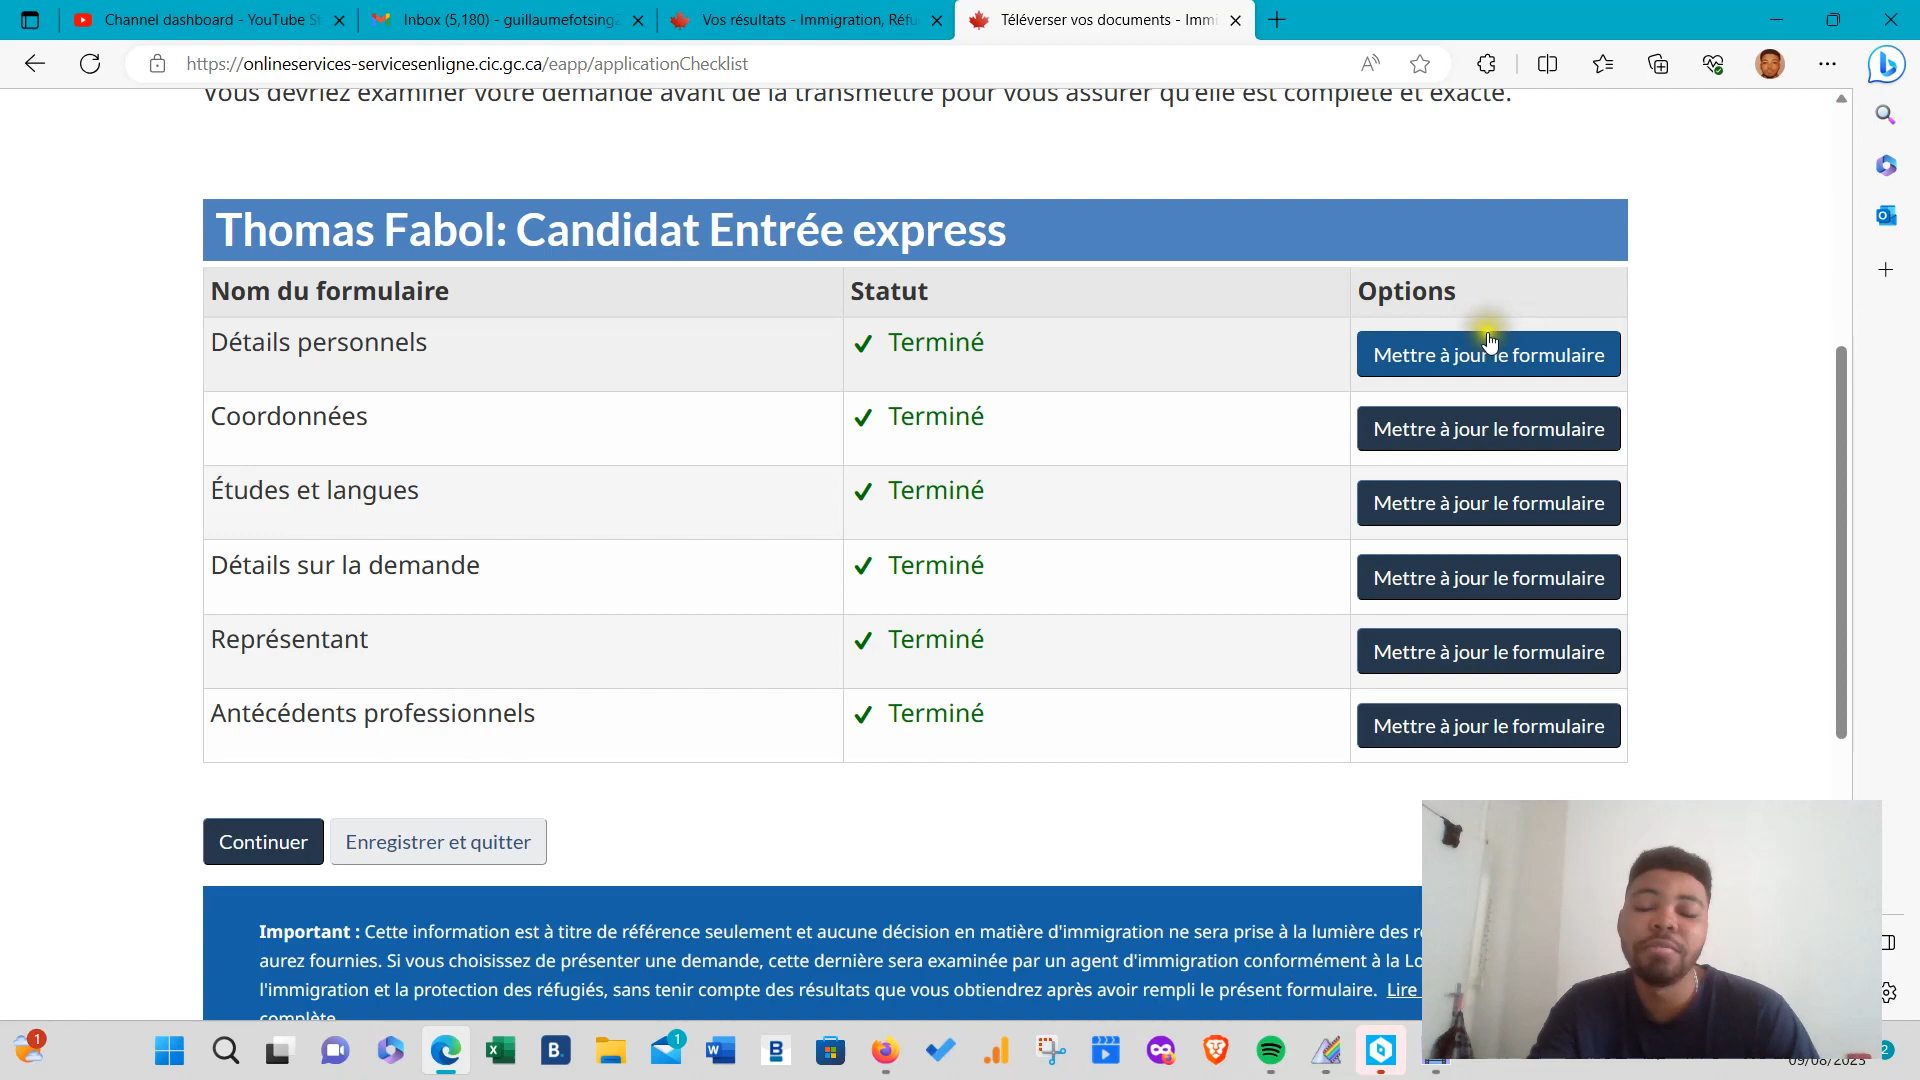 Channel dashboard - YouTube S
Inbox (5,180) - guillaumefotsing
Vos résultats - Immigration, Réfu
Téléverser vos documents - Immi
https://onlineservices-servicesenligne.cic.gc.ca/eapp/applicationChecklist
Vous devriez examiner votre demande avant de la transmettre pour vous assurer qu'elle est complète et exacte.
Thomas Fabol: Candidat Entrée express
Nom du formulaire Statut Options
Détails personnels ✔ Terminé Mettre à jour le formulaire
Coordonnées ✔ Terminé Mettre à jour le formulaire
Études et langues ✔ Terminé Mettre à jour le formulaire
Détails sur la demande ✔ Terminé Mettre à jour le formulaire
Représentant ✔ Terminé Mettre à jour le formulaire
Antécédents professionnels ✔ Terminé Mettre à jour le formulaire
Continuer Enregistrer et quitter
Important : Cette information est à titre de référence seulement et aucune décision en matière d'immigration ne sera prise à la lumière des
aurez fournies. Si vous choisissez de présenter une demande, cette dernière sera examinée par un agent d'immigration conformément à la
l'immigration et la protection des réfugiés, sans tenir compte des résultats que vous obtiendrez après avoir rempli le présent formulaire. Lire
complète